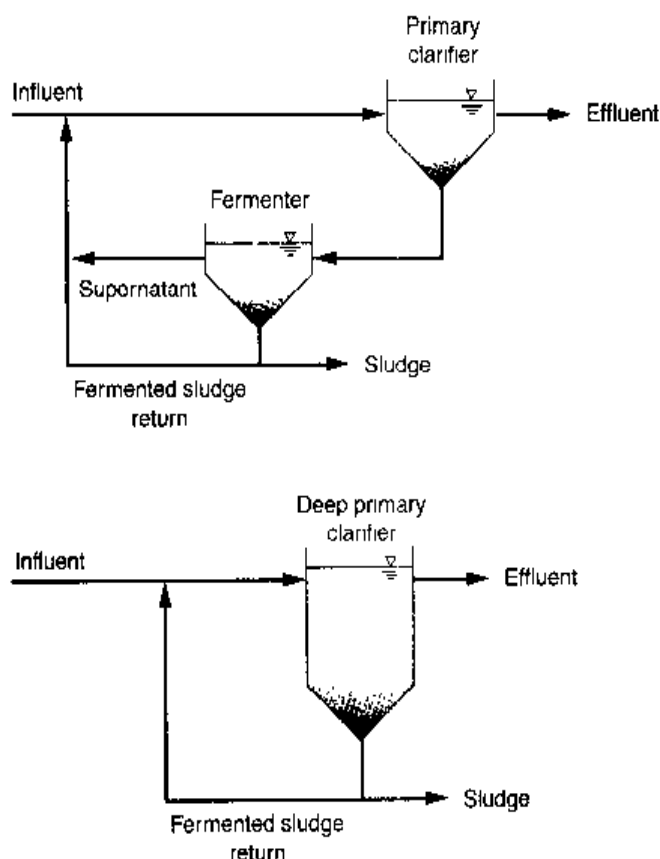 Primary
clarifier
Influent
Effluent
Fermenter
Supornatant
Sludge
Fermented sludge
return
Deep primary
clarifier
Influent
Effluent
Sludge
Fermented sludge
return